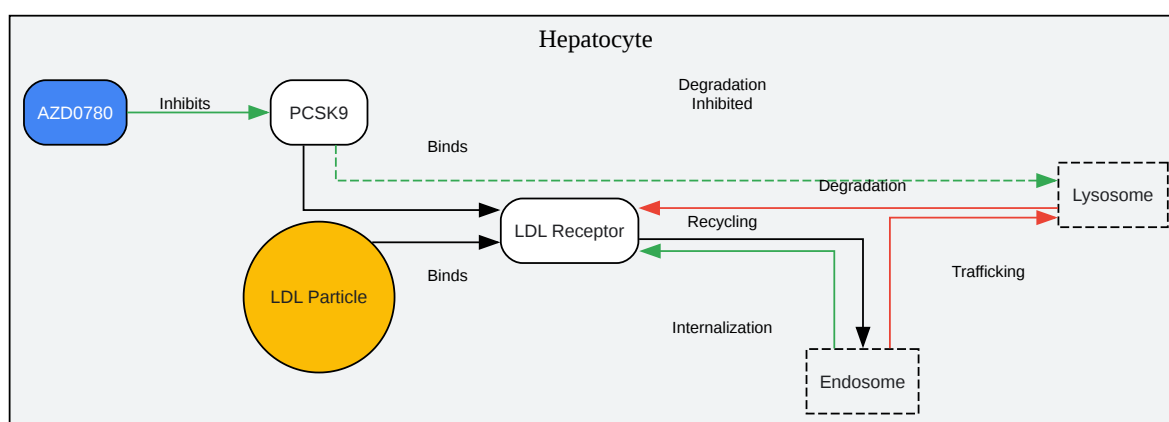 Hepatocyte
Degradation
Inhibited
AZD0780
Inhibits
PCSK9
Binds
Degradation
Lysosome
Recycling
LDL Receptor
Binds
Trafficking
LDL Particle
Internalization
Endosome